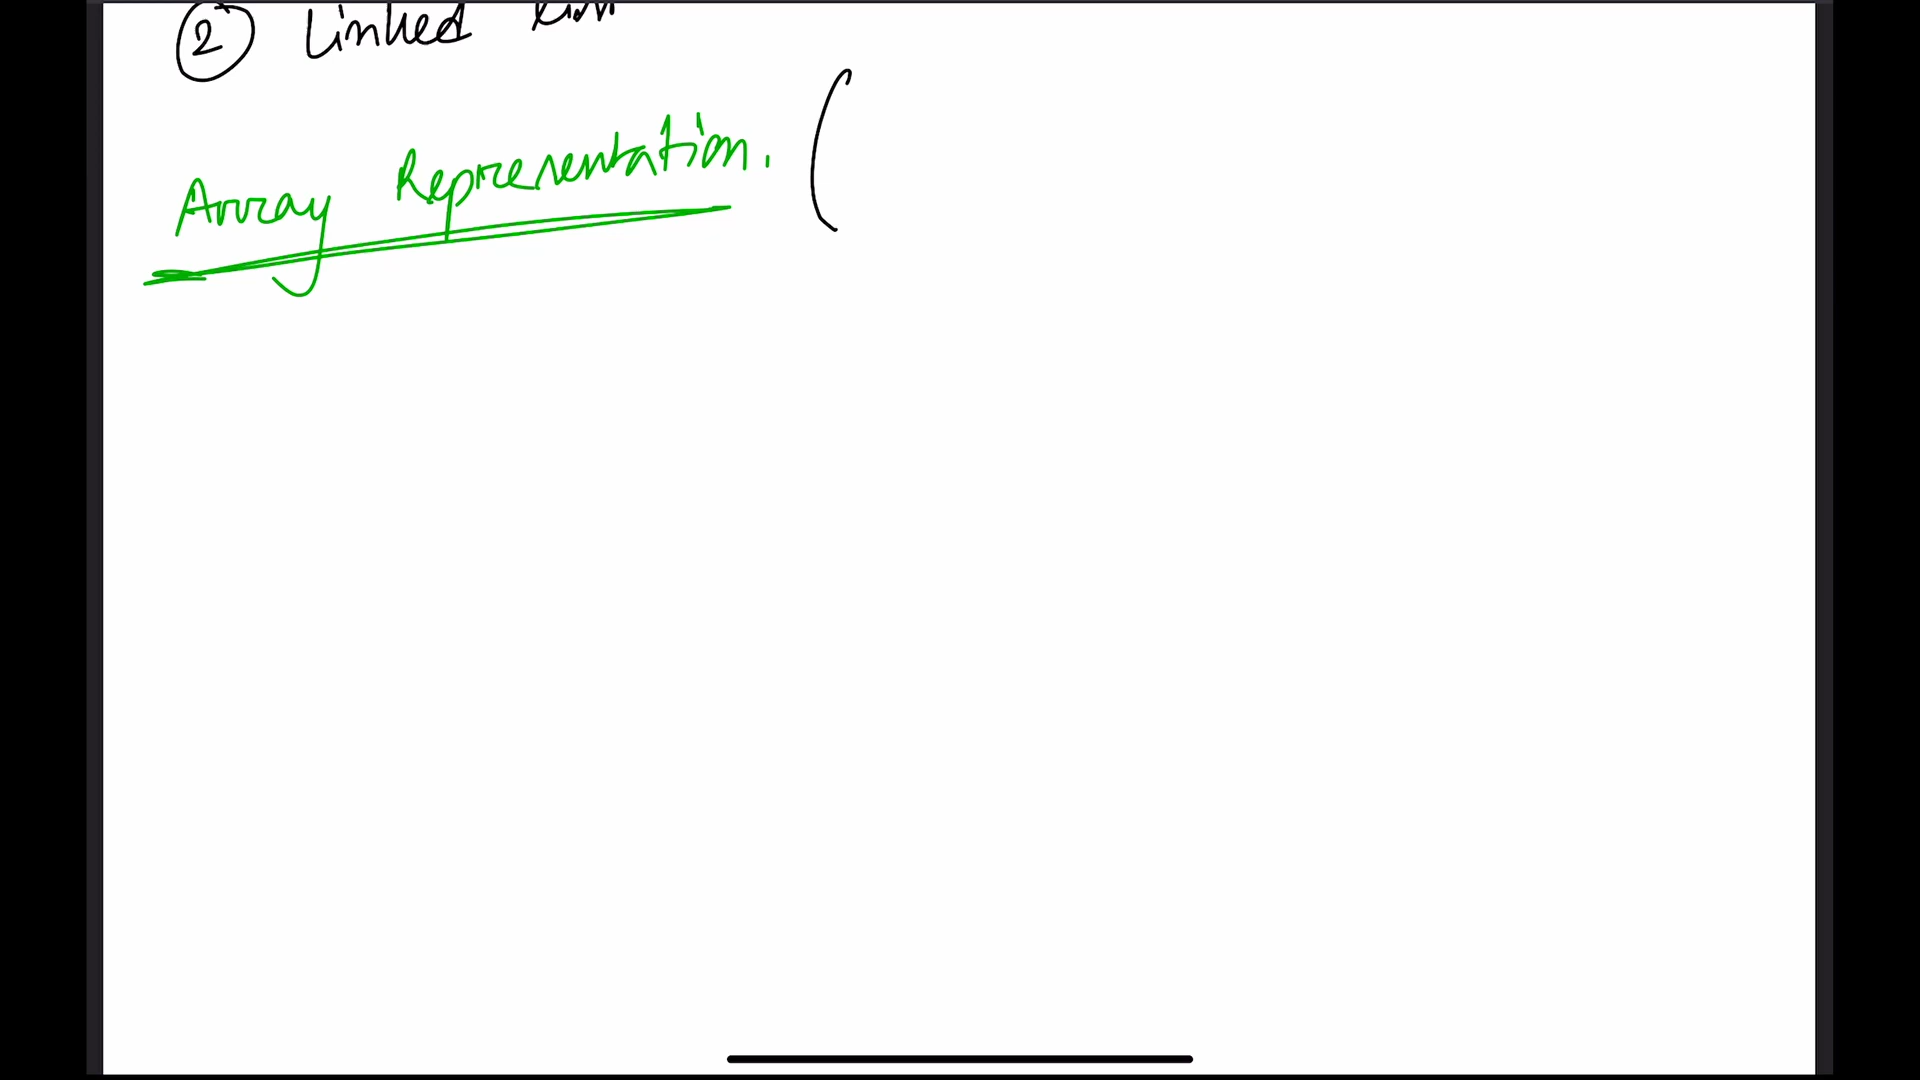 ② Linked
Array Representation. (